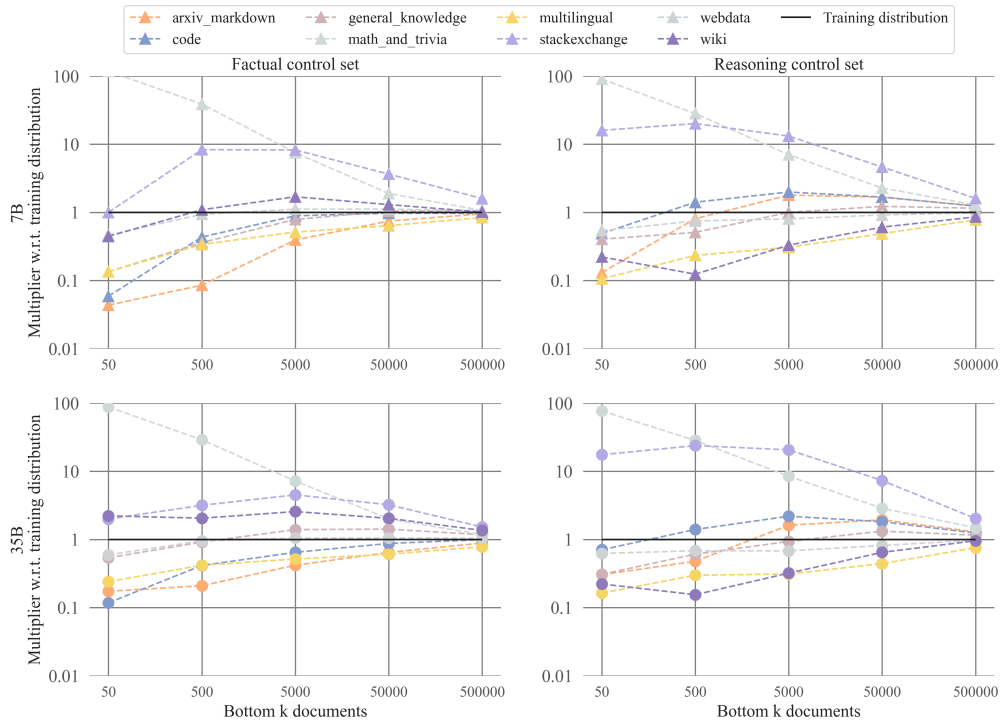 arxiv_markdown general_knowledge multilingual webdata Training distribution
code math_and_trivia stackexchange wiki
Factual control set Reasoning control set
7B
Multiplier w.r.t. training distribution
100 100
10 10
1 1
0.1 0.1
0.01 0.01
50 500 5000 50000 500000 50 500 5000 50000 500000
35B
Multiplier w.r.t. training distribution
100 100
10 10
1 1
0.1 0.1
0.01 0.01
50 500 5000 50000 500000 50 500 5000 50000 500000
Bottom k documents Bottom k documents